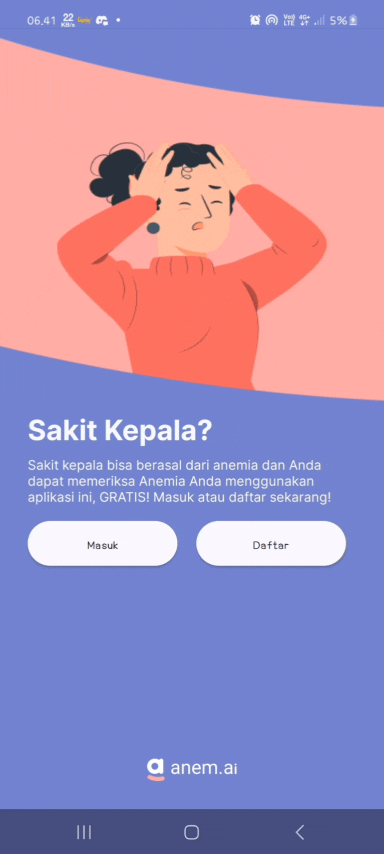 06.41 22 KB/s Vo) LTE 4G+ 5%
Sakit Kepala?
Sakit kepala bisa berasal dari anemia dan Anda
dapat memeriksa Anemia Anda menggunakan
aplikasi ini, GRATIS! Masuk atau daftar sekarang!
Masuk Daftar
a anem.ai